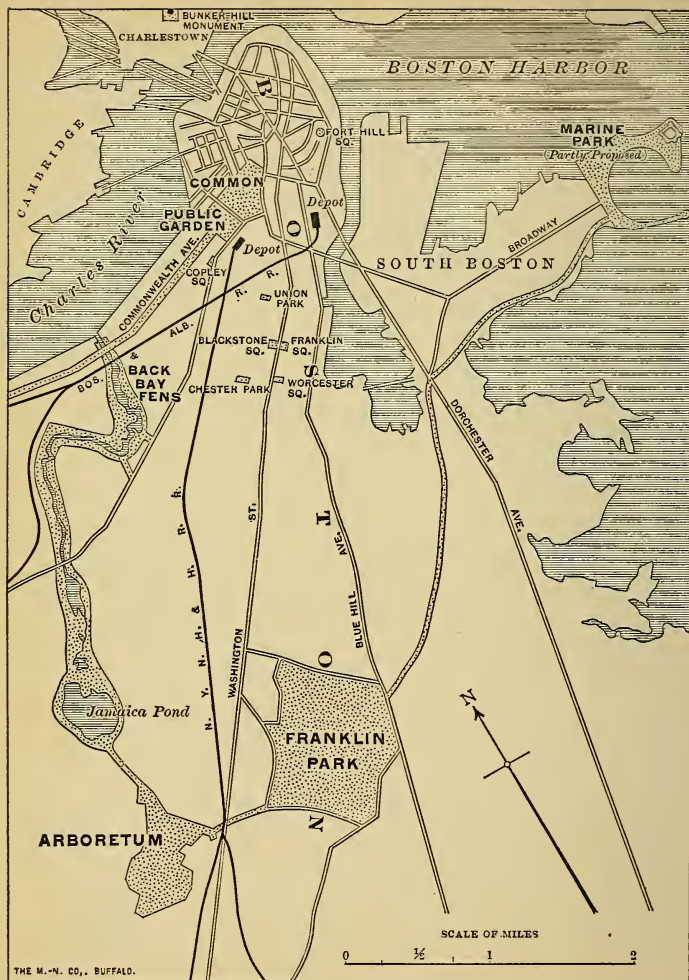 BUNKER HILL
MONUMENT
CHARLESTOWN
BOSTON HARBOR
CAMBRIDGE
Charles River
B
O
S
T
O
N
FORT HILL
SQ.
MARINE
PARK
(Partly Proposed)
COMMON
PUBLIC
GARDEN
Depot
Depot
COPLEY
SQ.
COMMONWEALTH AVE.
SOUTH BOSTON
BROADWAY
BOS. & ALB. R. R.
UNION
PARK
BLACKSTONE
SQ.
FRANKLIN
SQ.
BACK
BAY
FENS
CHESTER PARK
WORCESTER
SQ.
DORCHESTER AVE.
N. Y. N. H. & H. R. R.
WASHINGTON ST.
BLUE HILL AVE.
Jamaica Pond
FRANKLIN
PARK
ARBORETUM
N
SCALE OF MILES
0 ½ 1 2
THE M.-N. CO., BUFFALO.